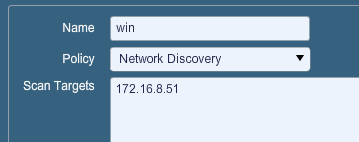 Name win
Policy Network Discovery
Scan Targets 172.16.8.51